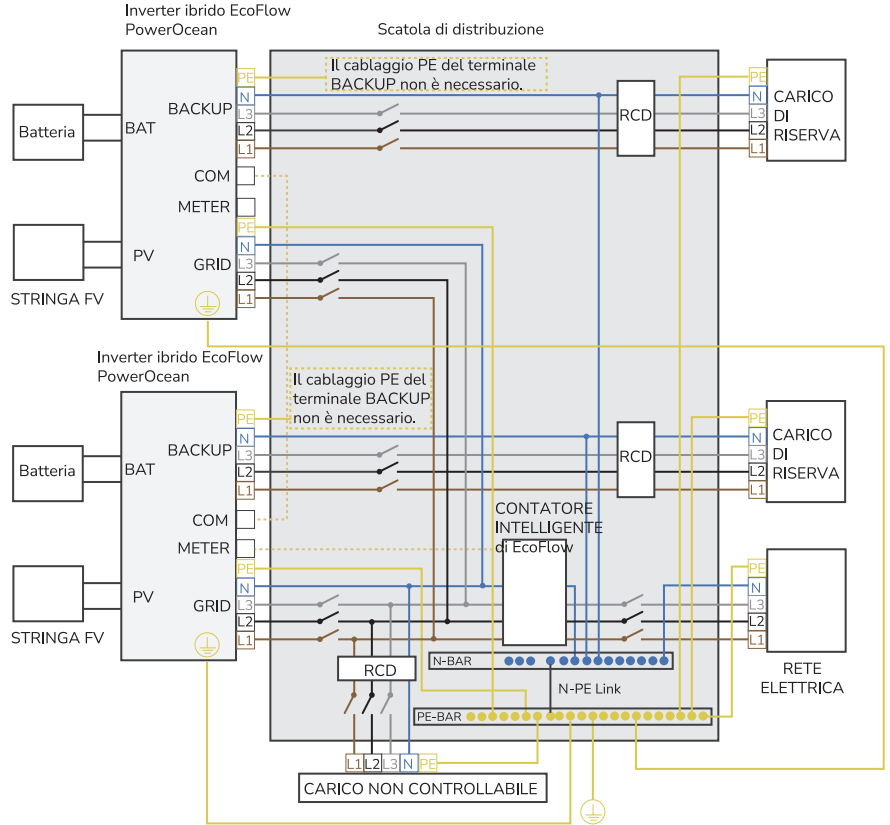 Inverter ibrido EcoFlow
PowerOcean
Scatola di distribuzione
Il cablaggio PE del terminale
BACKUP non è necessario.
PE
N
L3
L2
L1
BACKUP
BAT
Batteria
COM
METER
PE
N
L3
L2
L1
GRID
PV
STRINGA FV
RCD
PE
N
L3
L2
L1
CARICO
DI
RISERVA
Inverter ibrido EcoFlow
PowerOcean
Il cablaggio PE del
terminale BACKUP
non è necessario.
PE
N
L3
L2
L1
BACKUP
BAT
Batteria
COM
METER
PE
N
L3
L2
L1
GRID
PV
STRINGA FV
RCD
PE
N
L3
L2
L1
CARICO
DI
RISERVA
CONTATORE
INTELLIGENTE
di EcoFlow
PE
N
L3
L2
L1
RETE
ELETTRICA
RCD
N-BAR
N-PE Link
PE-BAR
L1 L2 L3 N PE
CARICO NON CONTROLLABILE